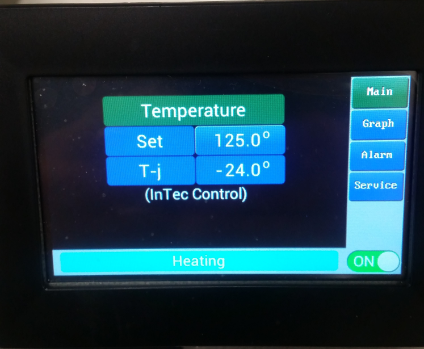 Temperature
Set 125.0°
T-j -24.0°
(InTec Control)
Heating
Main
Graph
Alarm
Service
ON